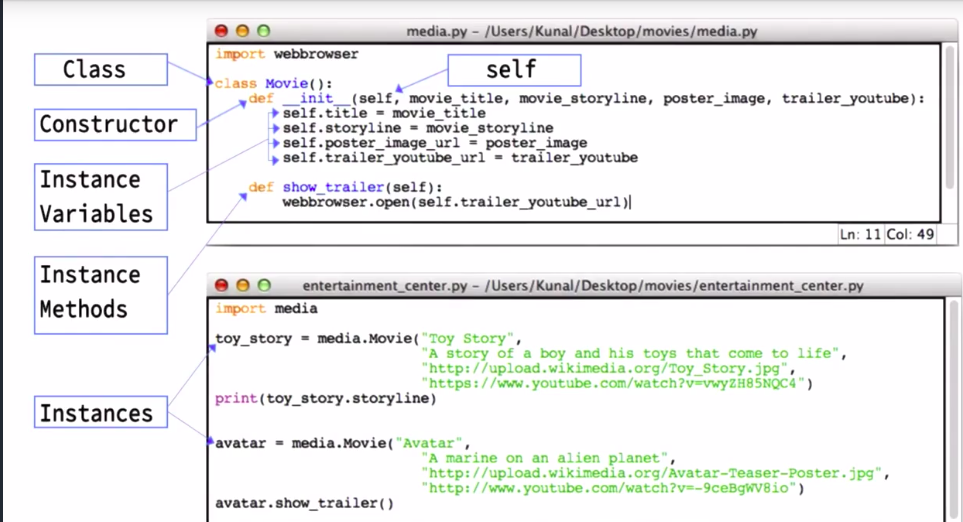 media.py – /Users/Kunal/Desktop/movies/media.py
import webbrowser
Class
self
class Movie():
def __init__(self, movie_title, movie_storyline, poster_image, trailer_youtube):
Constructor
self.title = movie_title
self.storyline = movie_storyline
self.poster_image_url = poster_image
self.trailer_youtube_url = trailer_youtube
Instance
Variables
def show_trailer(self):
webbrowser.open(self.trailer_youtube_url)
Ln: 11 Col: 49
Instance
Methods
entertainment_center.py – /Users/Kunal/Desktop/movies/entertainment_center.py
import media
toy_story = media.Movie("Toy Story",
"A story of a boy and his toys that come to life",
"http://upload.wikimedia.org/Toy_Story.jpg",
"https://www.youtube.com/watch?v=vwyZH85NQC4")
print(toy_story.storyline)
Instances
avatar = media.Movie("Avatar",
"A marine on an alien planet",
"http://upload.wikimedia.org/Avatar-Teaser-Poster.jpg",
"http://www.youtube.com/watch?v=-9ceBgWV8io")
avatar.show_trailer()